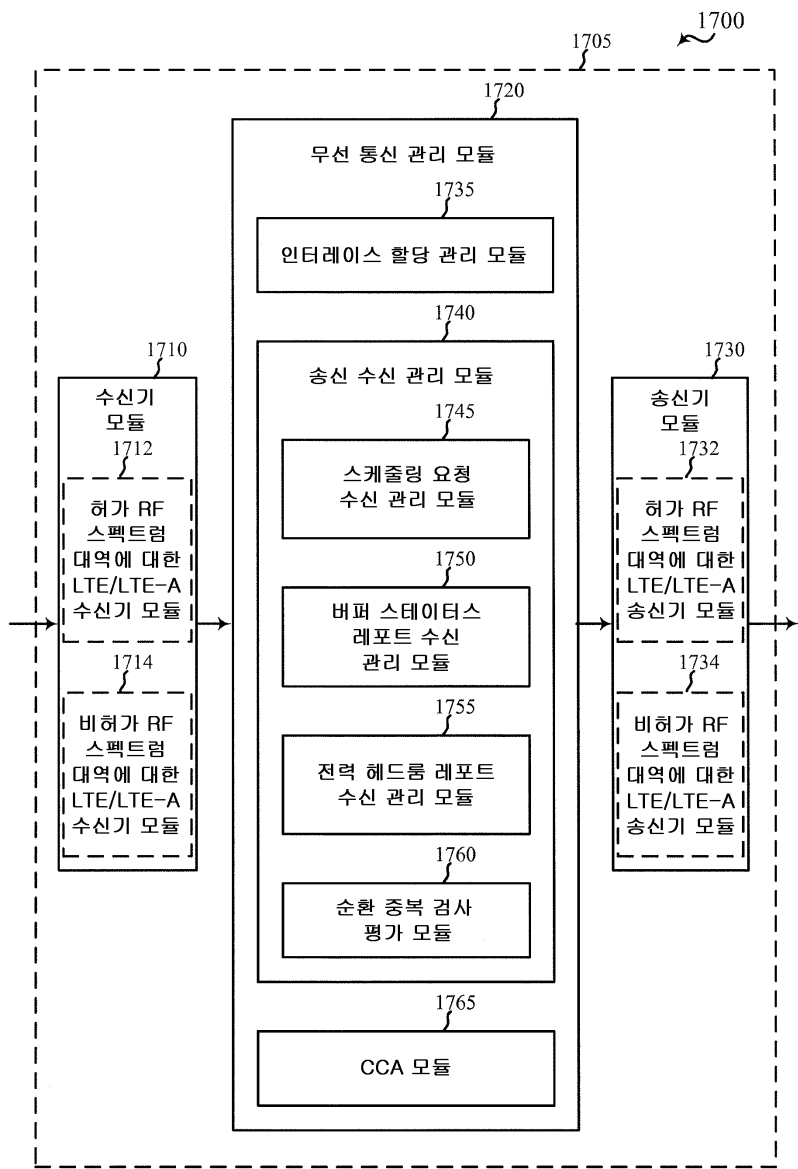 1700
1705
1720
무선 통신 관리 모듈
1735
인터레이스 할당 관리 모듈
1740
송신 수신 관리 모듈
1745
스케줄링 요청
수신 관리 모듈
1750
버퍼 스테이터스
레포트 수신
관리 모듈
1755
전력 헤드룸 레포트
수신 관리 모듈
1760
순환 중복 검사
평가 모듈
1765
CCA 모듈
1710
수신기
모듈
1712
허가 RF
스펙트럼
대역에 대한
LTE/LTE-A
수신기 모듈
1714
비허가 RF
스펙트럼
대역에 대한
LTE/LTE-A
수신기 모듈
1730
송신기
모듈
1732
허가 RF
스펙트럼
대역에 대한
LTE/LTE-A
송신기 모듈
1734
비허가 RF
스펙트럼
대역에 대한
LTE/LTE-A
송신기 모듈